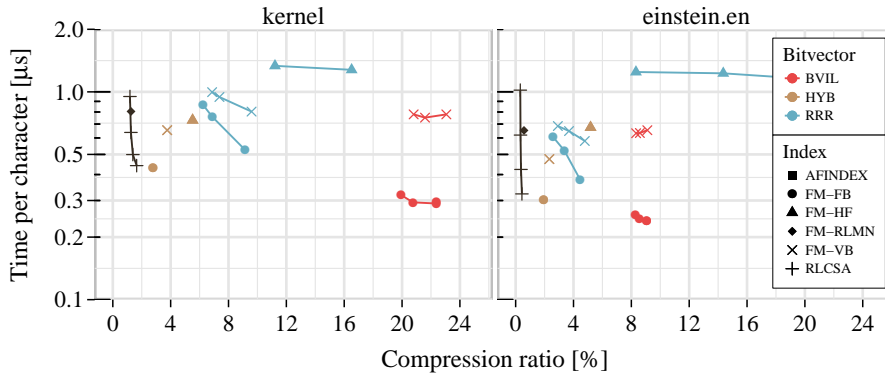 kernel
einstein.en
Time per character [µs]
2.0
1.0
0.5
0.3
0.2
0.1
0 4 8 12 16 20 24
0 4 8 12 16 20 24
Compression ratio [%]
Bitvector
BVIL
HYB
RRR
Index
AFINDEX
FM−FB
FM−HF
FM−RLMN
FM−VB
RLCSA